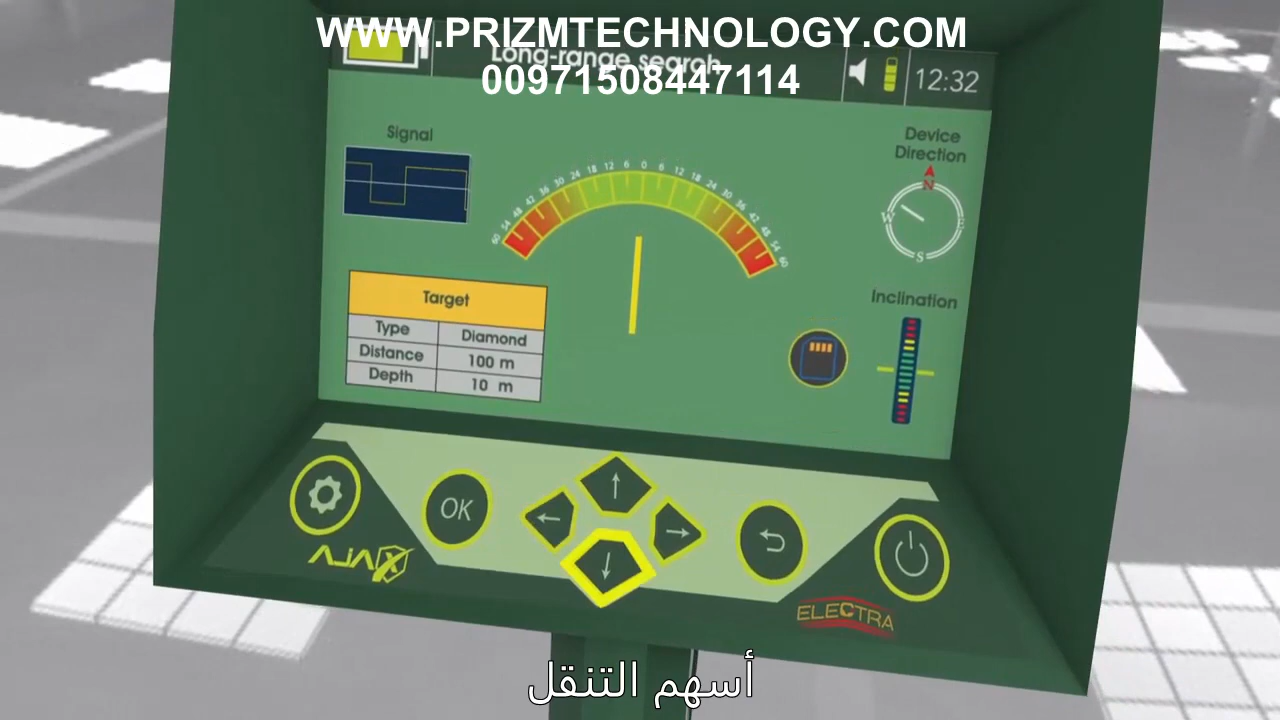 WWW.PRIZMTECHNOLOGY.COM
Long-range search
12:32
00971508447114
Signal
Device
Direction
N
W
S
60 54 48 42 36 30 24 18 12 6 0 6 12 18 24 30 36 42 48 54 60
Inclination
Target
Type Diamond
Distance 100 m
Depth 10 m
OK
AJAX
ELECTRA
أسهم التنقل